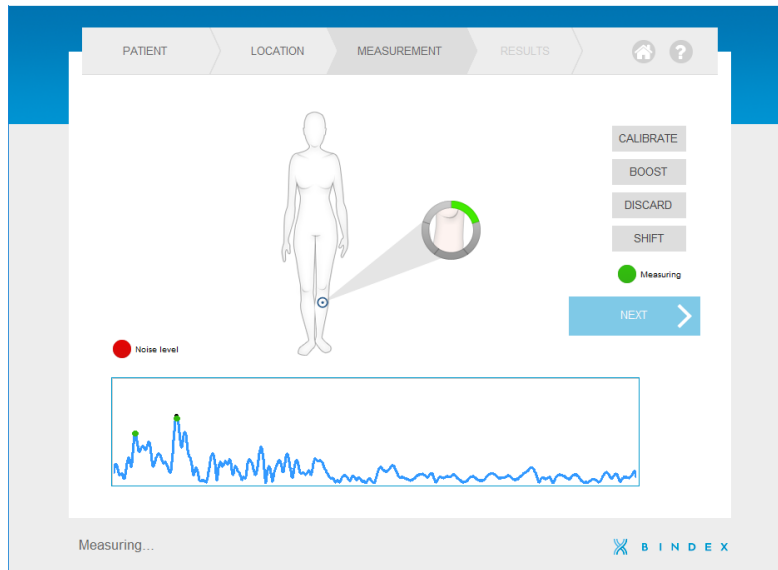 PATIENT
LOCATION
MEASUREMENT
RESULTS
?
CALIBRATE
BOOST
DISCARD
SHIFT
Measuring
NEXT
Noise level
Measuring...
BINDEX